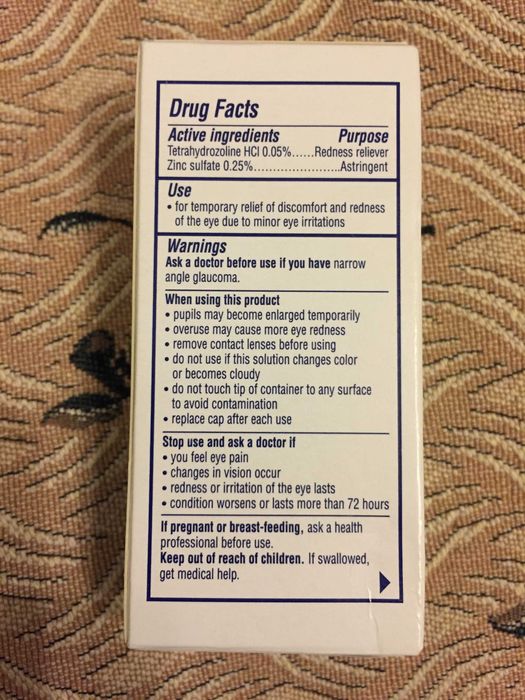 Drug Facts
Active ingredients Purpose
Tetrahydrozoline HCl 0.05%......Redness reliever
Zinc sulfate 0.25%......................Astringent
Use
• for temporary relief of discomfort and redness
of the eye due to minor eye irritations
Warnings
Ask a doctor before use if you have narrow
angle glaucoma.
When using this product
• pupils may become enlarged temporarily
• overuse may cause more eye redness
• remove contact lenses before using
• do not use if this solution changes color
or becomes cloudy
• do not touch tip of container to any surface
to avoid contamination
• replace cap after each use
Stop use and ask a doctor if
• you feel eye pain
• changes in vision occur
• redness or irritation of the eye lasts
• condition worsens or lasts more than 72 hours
If pregnant or breast-feeding, ask a health
professional before use.
Keep out of reach of children. If swallowed,
get medical help.